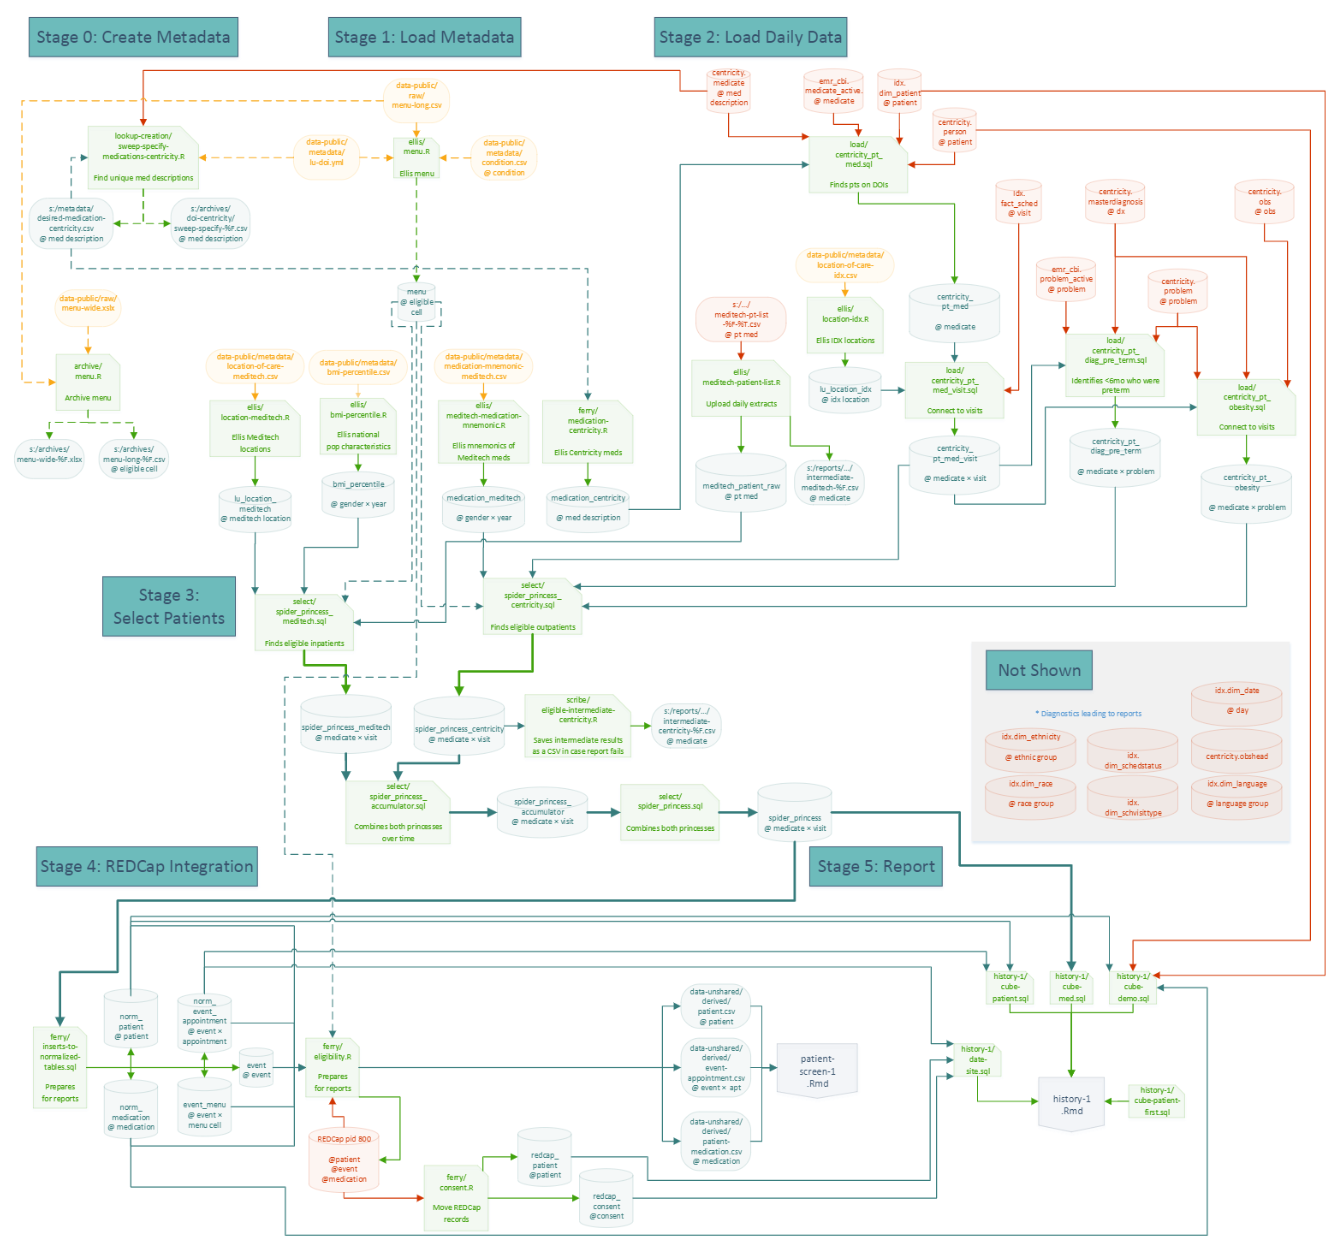 Stage 0: Create Metadata
Stage 1: Load Metadata
Stage 2: Load Daily Data
data-public/
raw/
menu-long.csv
centricity.
medicate
@ med
description
emr_cbi.
medicate_active.
@ medicate
idx.
dim_patient
@ patient
centricity.
person
@ patient
lookup-creation/
sweep-specify-
medications-centricity.R
Find unique med descriptions
data-public/
metadata/
lu-doi.yml
ellis/
menu.R
Ellis menu
data-public/
metadata/
condition.csv
@ condition
load/
centricity_pt_
med.sql
Finds pts on DOIs
s:/metadata/
desired-medication-
centricity.csv
@ med description
s:/archives/
doi-centricity/
sweep-specify-%F.csv
@ med description
idx.
fact_sched
@ visit
centricity.
masterdiagnosis
@ dx
centricity.
obs
@ obs
data-public/raw/
menu-wide.xslx
menu
@ eligible
cell
s:/.../
meditech-pt-list
-%F-%T.csv
@ pt med
data-public/metadata/
location-of-care-
idx.csv
ellis/
location-idx.R
Ellis IDX locations
centricity_
pt_med
@ medicate
emr_cbi.
problem_active
@ problem
centricity.
problem
@ problem
archive/
menu.R
Archive menu
data-public/metadata/
location-of-care-
meditech.csv
data-public/metadata/
bmi-percentile.csv
data-public/metadata/
medication-mnemonic-
meditech.csv
ellis/
meditech-patient-list.R
Upload daily extracts
lu_location_idx
@ idx location
load/
centricity_pt_
med_visit.sql
Connect to visits
load/
centricity_pt_
diag_pre_term.sql
Identifies <6mo who were
preterm
load/
centricity_pt_
obesity.sql
Connect to visits
s:/archives/
menu-wide-%F.xlsx
s:/archives/
menu-long-%F.csv
@ eligible cell
ellis/
location-meditech.R
Ellis Meditech
locations
ellis/
bmi-percentile.R
Ellis national
pop characteristics
ellis/
meditech-medication-
mnemonic.R
Ellis mnemonics of
Meditech meds
ferry/
medication-
centricity.R
Ellis Centricity meds
lu_location_
meditech
@ meditech location
bmi_percentile
@ gender × year
medication_meditech
@ gender × year
medication_centricity
@ med description
meditech_patient_raw
@ pt med
s:/reports/.../
intermediate-
meditech-%F.csv
@ medicate
centricity_
pt_med_visit
@ medicate × visit
centricity_pt_
diag_pre_term
@ medicate × problem
centricity_pt_
obesity
@ medicate × problem
Stage 3:
Select Patients
select/
spider_princess_
meditech.sql
Finds eligible inpatients
select/
spider_princess_
centricity.sql
Finds eligible outpatients
spider_princess_meditech
@ medicate × visit
spider_princess_centricity
@ medicate × visit
scribe/
eligible-intermediate-
centricity.R
Saves intermediate results
as a CSV in case report fails
s:/reports/.../
intermediate-
centricity-%F.csv
@ medicate
Not Shown
* Diagnostics leading to reports
idx.dim_date
@ day
idx.dim_ethnicity
@ ethnic group
idx.
dim_schedstatus
centricity.obshead
idx.dim_race
@ race group
idx.
dim_schvisittype
idx.dim_language
@ language group
select/
spider_princess_
accumulator.sql
Combines both princesses
over time
spider_princess_
accumulator
@ medicate × visit
select/
spider_princess.sql
Combines both princesses
spider_princess
@ medicate × visit
Stage 4: REDCap Integration
Stage 5: Report
ferry/
inserts-to-
normalized-
tables.sql
Prepares
for reports
norm_
patient
@ patient
norm_
event_
appointment
@ event ×
appointment
event
@ event
norm_
medication
@ medication
event_menu
@ event ×
menu cell
ferry/
eligibility.R
Prepares
for reports
REDCap pid 800
@patient
@event
@medication
ferry/
consent.R
Move REDCap
records
redcap_
patient
@patient
redcap_
consent
@consent
data-unshared/
derived/
patient.csv
@ patient
data-unshared/
derived/
event-
appointment.csv
@ event × apt
data-unshared/
derived/
patient-
medication.csv
@ medication
patient-
screen-1
.Rmd
history-1/
cube-
patient.sql
history-1/
cube-
med.sql
history-1/
cube-
demo.sql
history-1/
date-
site.sql
history-1
.Rmd
history-1/
cube-patient-
first.sql